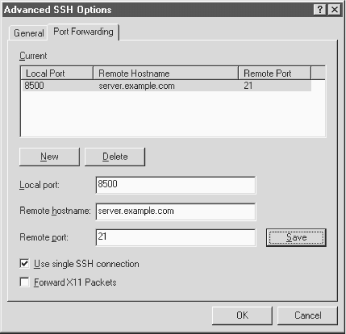 Advanced SSH Options
General Port Forwarding
Current
Local Port Remote Hostname Remote Port
8500 server.example.com 21
New Delete
Local port: 8500
Remote hostname: server.example.com
Remote port: 21 Save
Use single SSH connection
Forward X11 Packets
OK Cancel